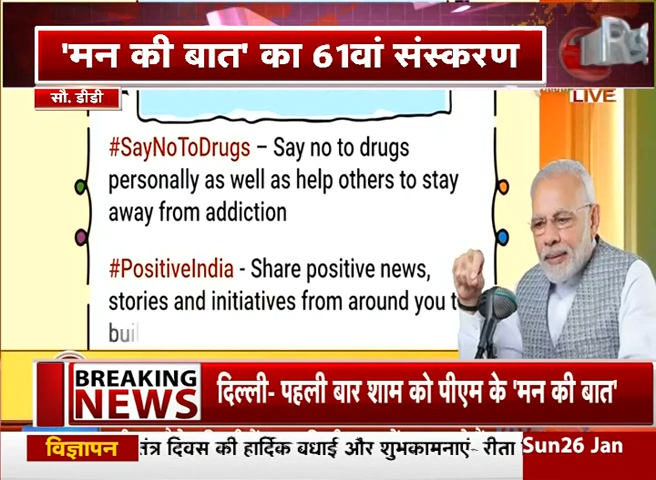 'मन की बात' का 61वां संस्करण
सौ. डीडी
LIVE
#SayNoToDrugs – Say no to drugs
personally as well as help others to stay
away from addiction
#PositiveIndia - Share positive news,
stories and initiatives from around you t
buil
BREAKING
NEWS
दिल्ली- पहली बार शाम को पीएम के 'मन की बात'
विज्ञापन
तंत्र दिवस की हार्दिक बधाई और शुभकामनाएं- रीता
Sun26 Jan